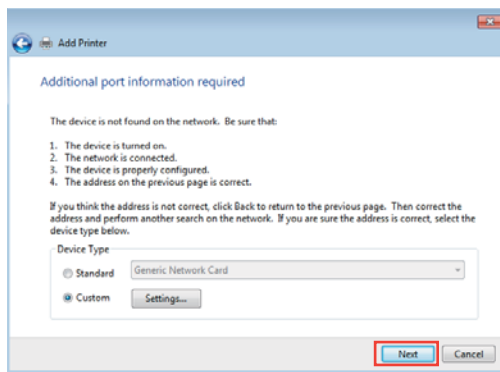 Add Printer
Additional port information required
The device is not found on the network. Be sure that:
1. The device is turned on.
2. The network is connected.
3. The device is properly configured.
4. The address on the previous page is correct.
If you think the address is not correct, click Back to return to the previous page. Then correct the
address and perform another search on the network. If you are sure the address is correct, select the
device type below.
Device Type
Standard Generic Network Card
Custom Settings...
Next Cancel